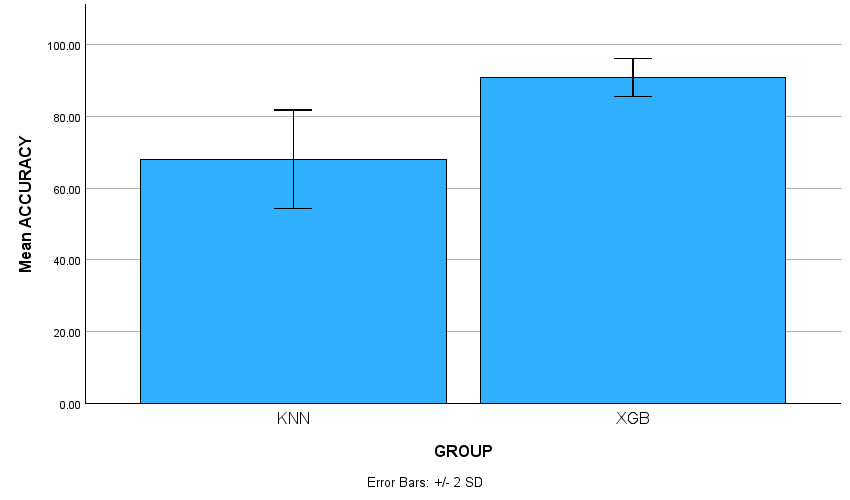 Mean ACCURACY
100.00
80.00
60.00
40.00
20.00
0.00
KNN
XGB
GROUP
Error Bars: +/- 2 SD